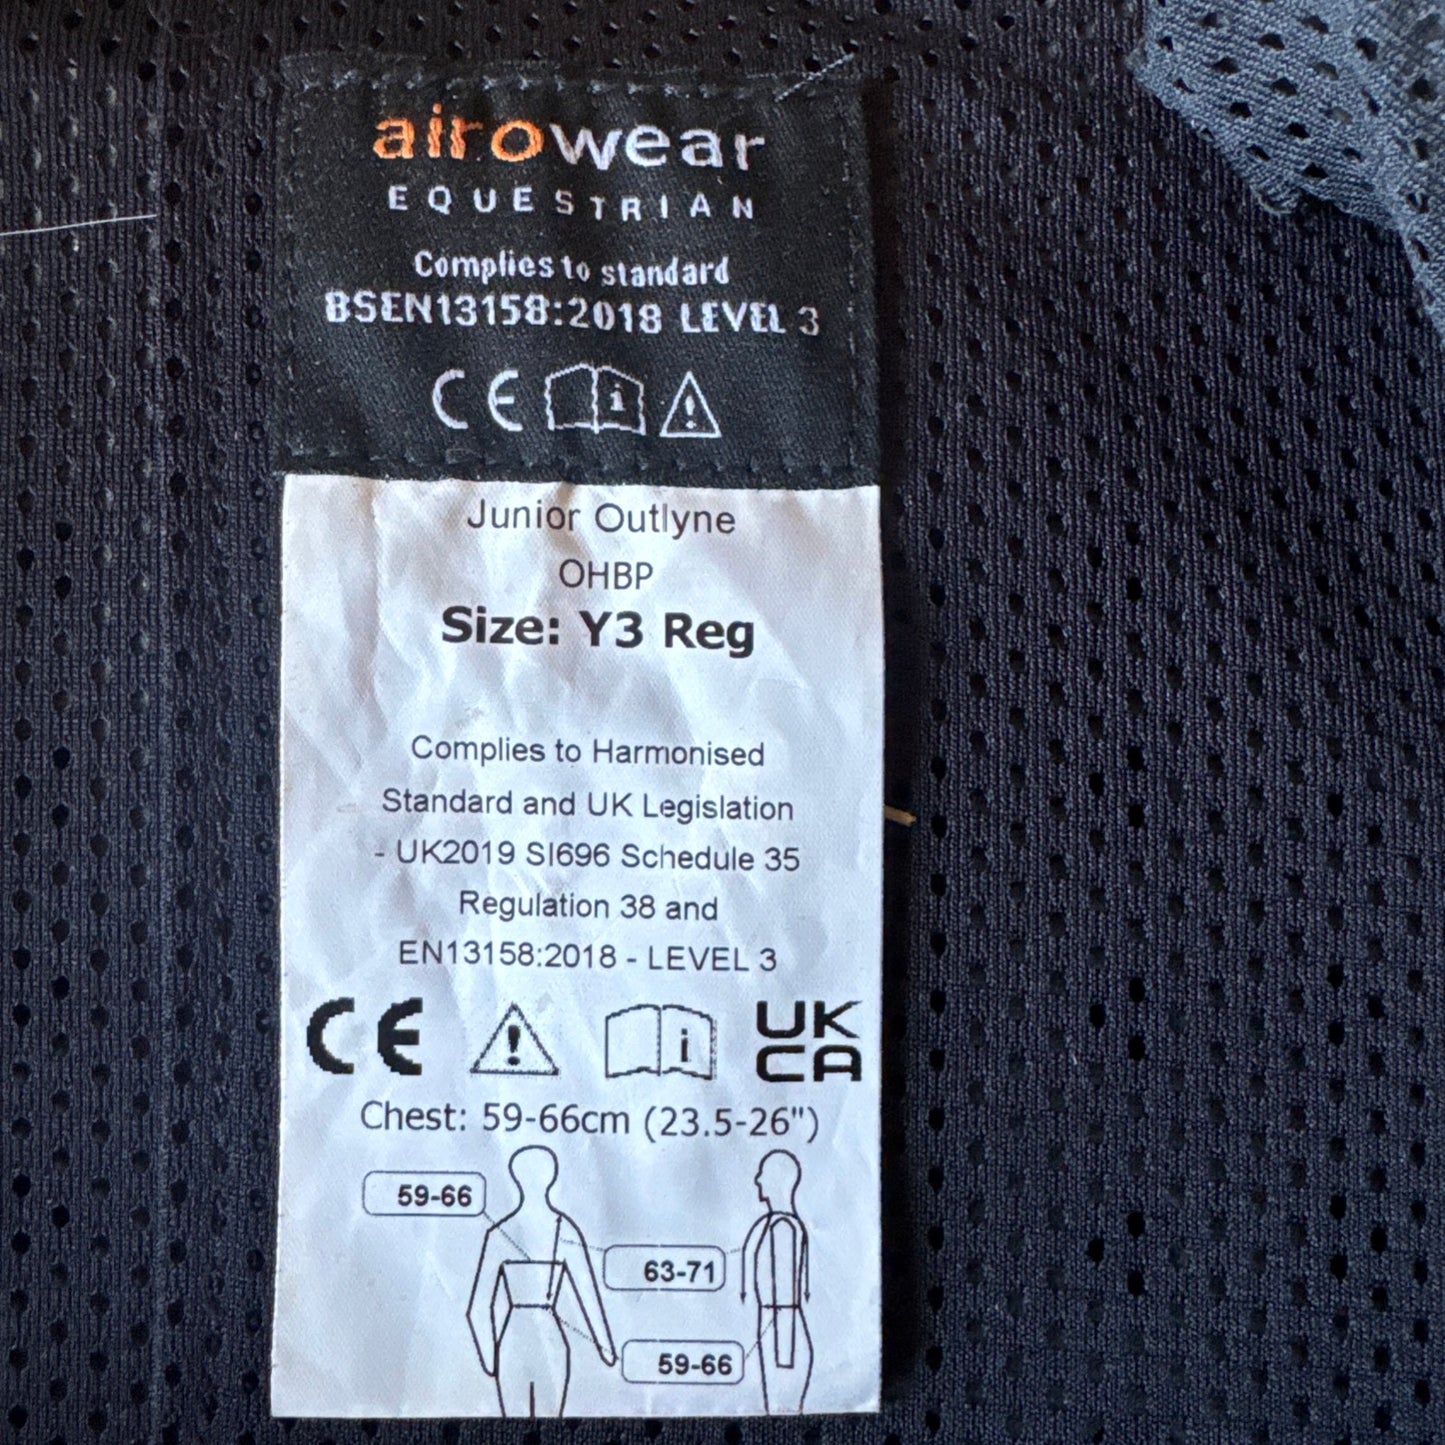 airowear
EQUESTRIAN
Complies to standard
BSEN13158:2018 LEVEL 3
CE i !
Junior Outlyne
OHBP
Size: Y3 Reg
Complies to Harmonised
Standard and UK Legislation
- UK2019 SI696 Schedule 35
Regulation 38 and
EN13158:2018 - LEVEL 3
CE ! i UK
CA
Chest: 59-66cm (23.5-26")
59-66
63-71
59-66